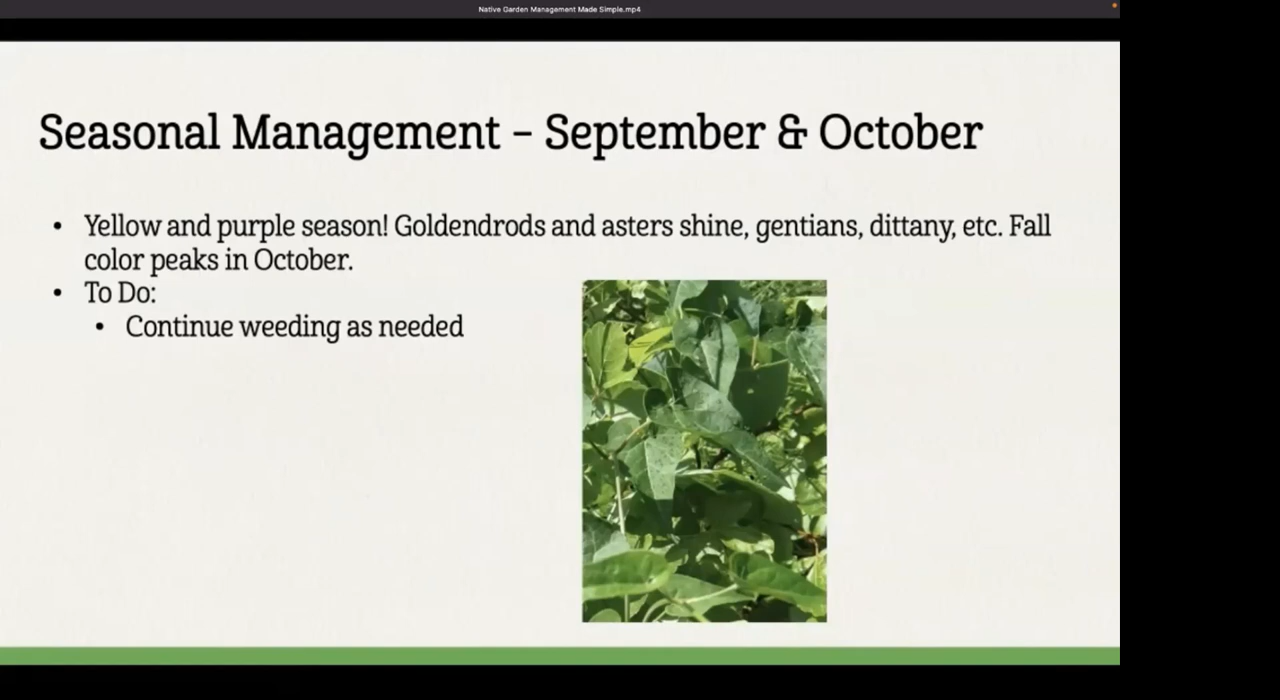 Native Garden Management Made Simple.mp4
Seasonal Management – September & October
• Yellow and purple season! Goldendrods and asters shine, gentians, dittany, etc. Fall
color peaks in October.
• To Do:
• Continue weeding as needed